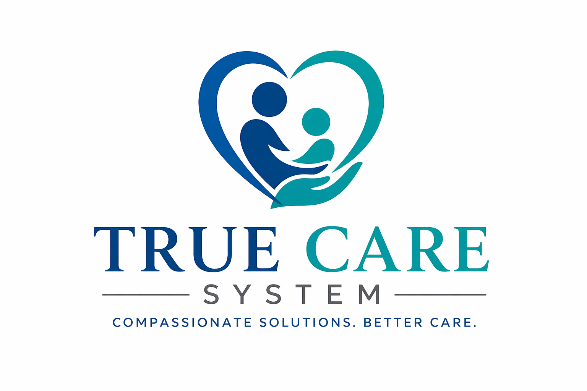 TRUE CARE
SYSTEM
COMPASSIONATE SOLUTIONS. BETTER CARE.